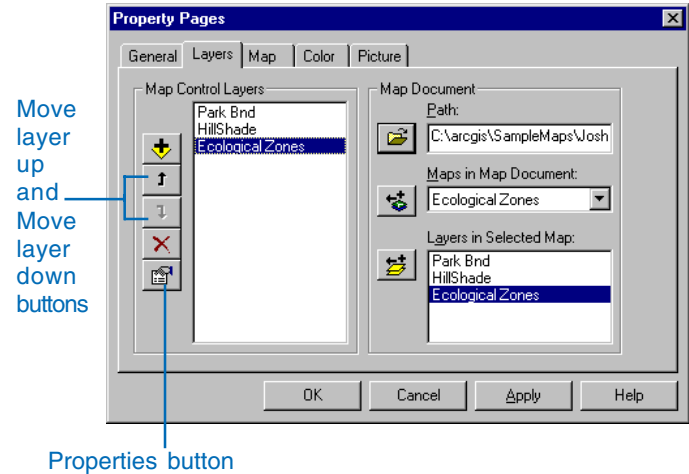 Property Pages
General Layers Map Color Picture
Map Control Layers
Park Bnd
HillShade
Ecological Zones
Map Document
Path:
C:\arcgis\SampleMaps\Josh
Maps in Map Document:
Ecological Zones
Layers in Selected Map:
Park Bnd
HillShade
Ecological Zones
OK Cancel Apply Help
Move
layer
up
and
Move
layer
down
buttons
Properties button